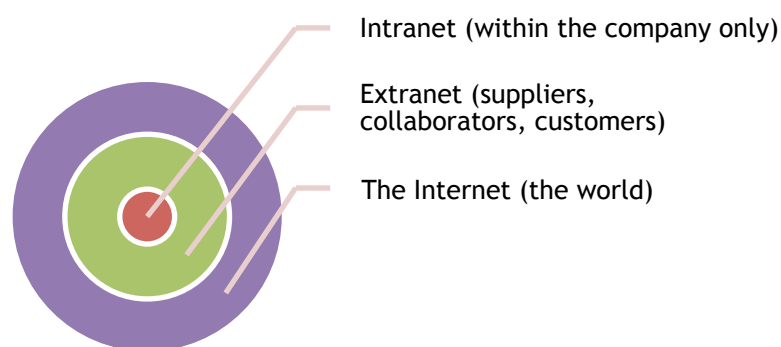 Intranet (within the company only)
Extranet (suppliers,
collaborators, customers)
The Internet (the world)